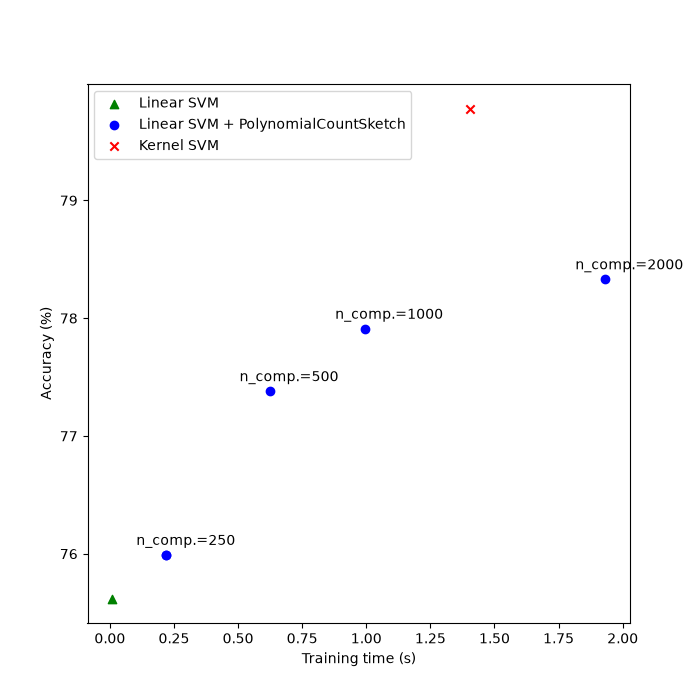 Linear SVM
Linear SVM + PolynomialCountSketch
Kernel SVM
79
78
77
76
Accuracy (%)
n_comp.=2000
n_comp.=1000
n_comp.=500
n_comp.=250
0.00 0.25 0.50 0.75 1.00 1.25 1.50 1.75 2.00
Training time (s)